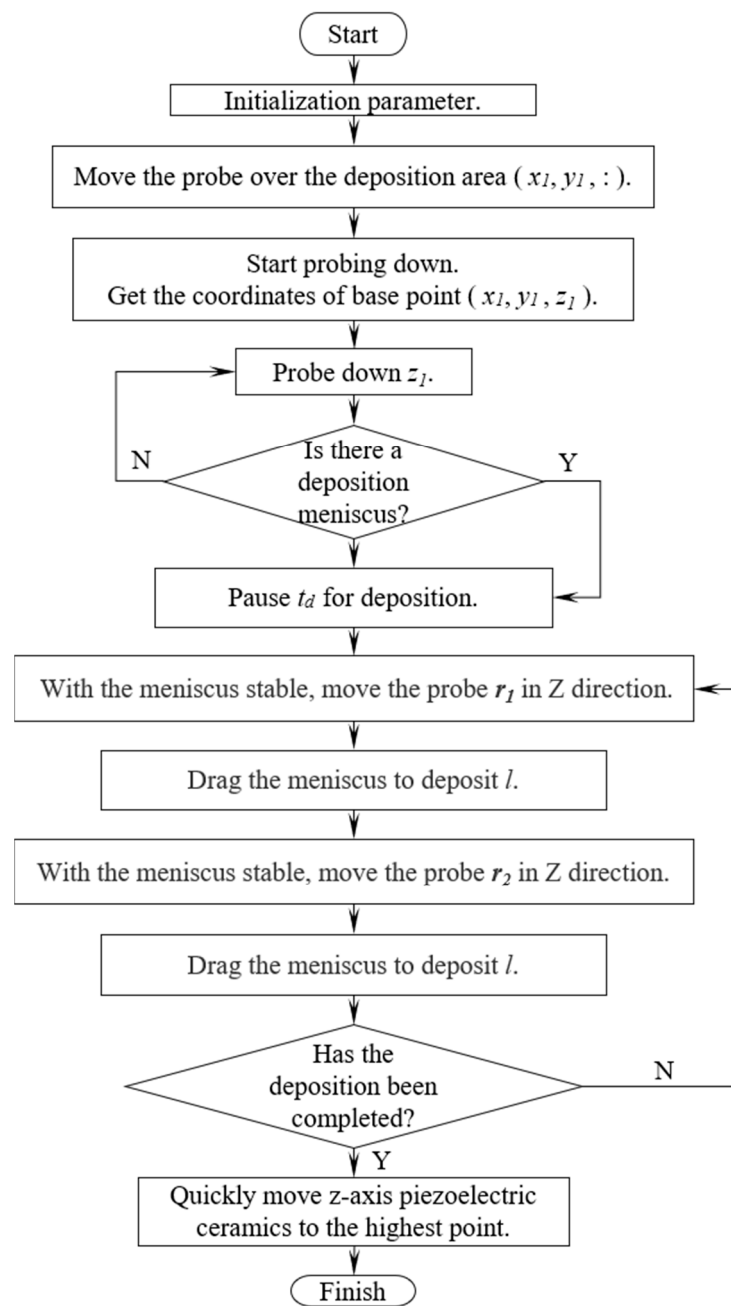 Start
Initialization parameter.
Move the probe over the deposition area ( x1, y1 , : ).
Start probing down.
Get the coordinates of base point ( x1, y1 , z1 ).
Probe down z1.
Is there a
deposition
meniscus?
N
Y
Pause td for deposition.
With the meniscus stable, move the probe r1 in Z direction.
Drag the meniscus to deposit l.
With the meniscus stable, move the probe r2 in Z direction.
Drag the meniscus to deposit l.
Has the
deposition been
completed?
N
Y
Quickly move z-axis piezoelectric
ceramics to the highest point.
Finish